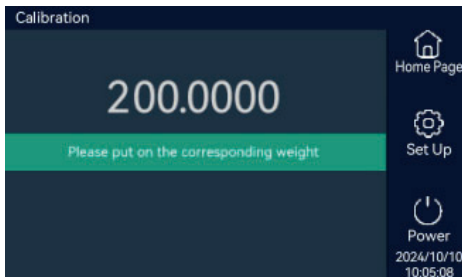 Calibration
200.0000
Please put on the corresponding weight
Home Page
Set Up
Power
2024/10/10
10:05:08